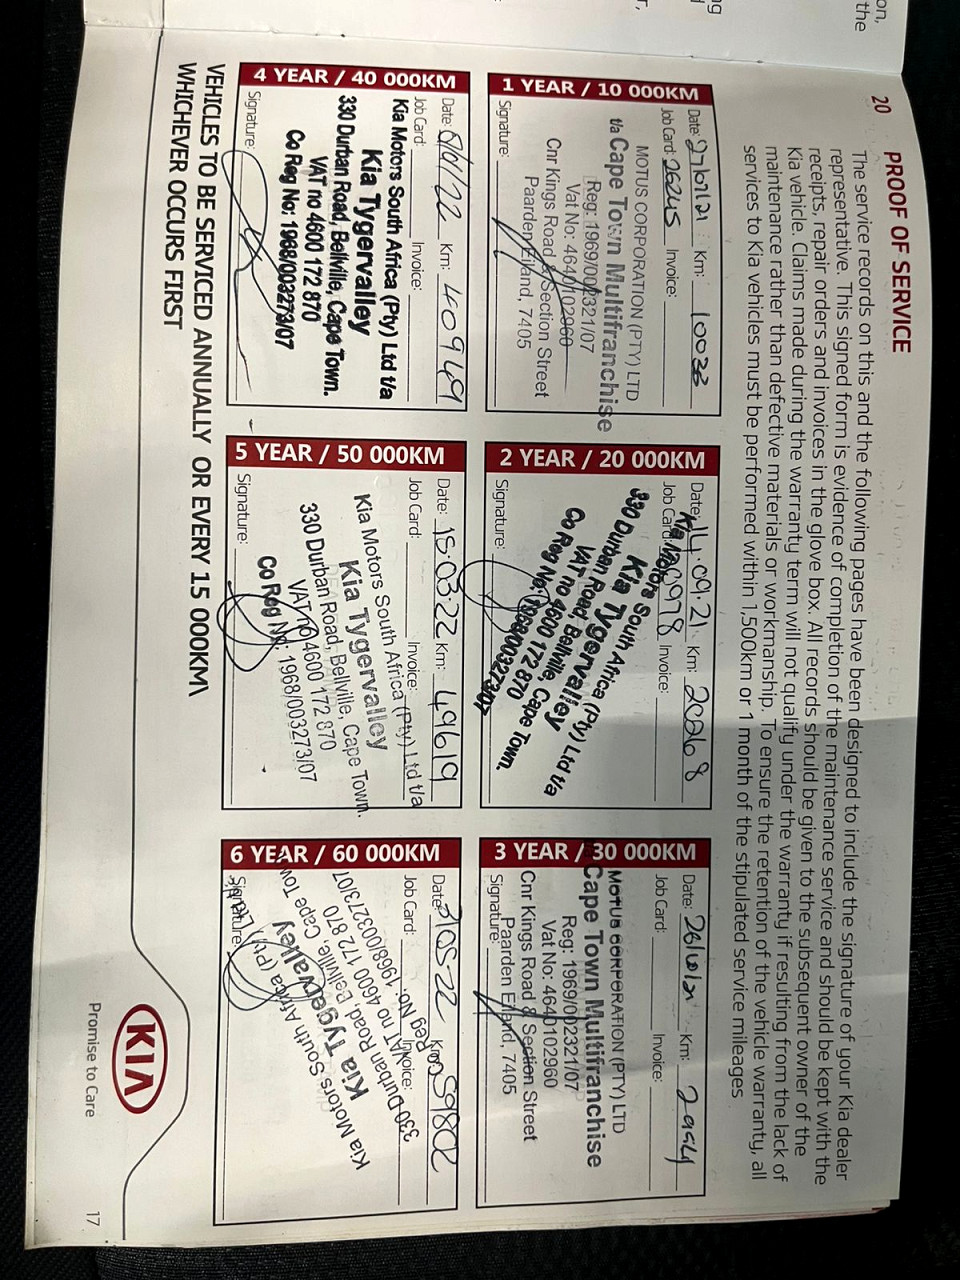 on,
the
ng
20
PROOF OF SERVICE
The service records on this and the following pages have been designed to include the signature of your Kia dealer
representative. This signed form is evidence of completion of the maintenance service and should be kept with the
receipts, repair orders and invoices in the glove box. All records should be given to the subsequent owner of the
Kia vehicle. Claims made during the warranty term will not qualify under the warranty if resulting from the lack of
maintenance rather than defective materials or workmanship. To ensure the retention of the vehicle warranty, all
services to Kia vehicles must be performed within 1,500km or 1 month of the stipulated service mileages
1 YEAR / 10 000KM
Date: 27/07/21 Km: 10033
Job Card: 26245 Invoice:
MOTUS CORPORATION (PTY) LTD
t/a Cape Town Multifranchise
Reg: 1969/002321/07
Vat No: 4640102960
Cnr Kings Road & Section Street
Paarden Eiland, 7405
Signature:
2 YEAR / 20 000KM
Date: 14.09.21 Km: 20268
Job Card: Invoice:
Kia Motors South Africa (Pty) Ltd t/a
Kia Tygervalley
330 Durban Road, Bellville, Cape Town.
VAT no 4600 172 870
Co Reg No: 1968/003273/07
Signature:
3 YEAR / 30 000KM
Date: Km:
Job Card: Invoice:
MOTUS CORPORATION (PTY) LTD
Cape Town Multifranchise
Reg: 1969/002321/07
Vat No: 4640102960
Cnr Kings Road & Section Street
Paarden Eiland, 7405
Signature:
4 YEAR / 40 000KM
Date: Km: 40949
Job Card: Invoice:
Kia Motors South Africa (Pty) Ltd t/a
Kia Tygervalley
330 Durban Road, Bellville, Cape Town.
VAT no 4600 172 870
Co Reg No: 1968/003273/07
Signature:
5 YEAR / 50 000KM
Date: 15.03.22 Km: 49619
Job Card: Invoice:
Kia Motors South Africa (Pty) Ltd t/a
Kia Tygervalley
330 Durban Road, Bellville, Cape Town.
VAT no 4600 172 870
Co Reg No: 1968/003273/07
Signature:
6 YEAR / 60 000KM
Date: Km: 59802
Job Card: Invoice:
Kia Motors South Africa (Pty) Ltd
Kia Tygervalley
330 Durban Road, Bellville, Cape Town
VAT no 4600 172 870
Reg No: 1968/003273/07
Signature:
VEHICLES TO BE SERVICED ANNUALLY OR EVERY 15 000KM\
WHICHEVER OCCURS FIRST
KIA
Promise to Care
17